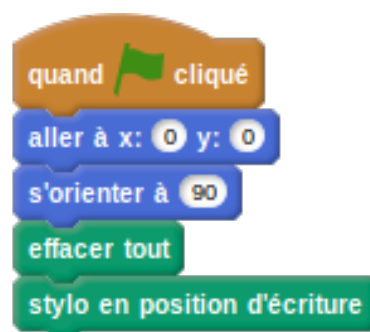 quand cliqué
aller à x: 0 y: 0
s'orienter à 90
effacer tout
stylo en position d'écriture